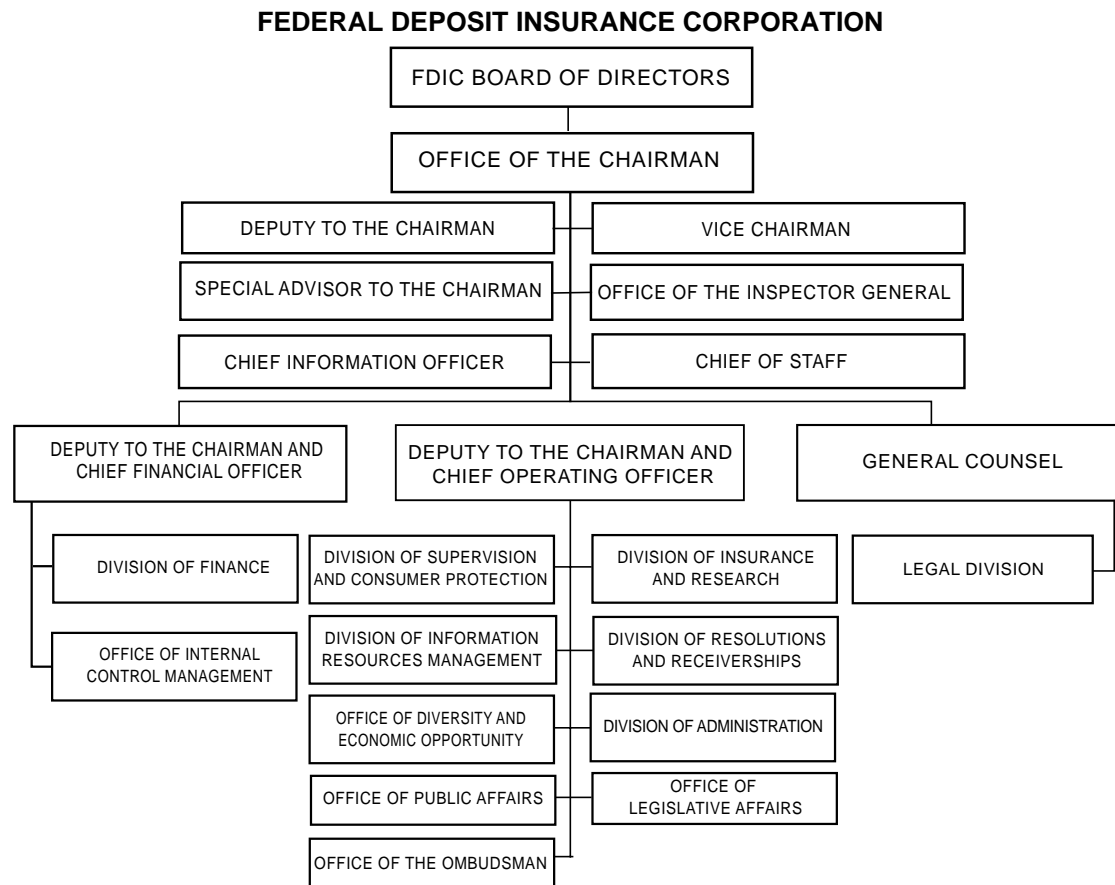 FEDERAL DEPOSIT INSURANCE CORPORATION
FDIC BOARD OF DIRECTORS
OFFICE OF THE CHAIRMAN
DEPUTY TO THE CHAIRMAN
VICE CHAIRMAN
SPECIAL ADVISOR TO THE CHAIRMAN
OFFICE OF THE INSPECTOR GENERAL
CHIEF INFORMATION OFFICER
CHIEF OF STAFF
DEPUTY TO THE CHAIRMAN AND
CHIEF FINANCIAL OFFICER
DEPUTY TO THE CHAIRMAN AND
CHIEF OPERATING OFFICER
GENERAL COUNSEL
DIVISION OF FINANCE
DIVISION OF SUPERVISION
AND CONSUMER PROTECTION
DIVISION OF INSURANCE
AND RESEARCH
LEGAL DIVISION
OFFICE OF INTERNAL
CONTROL MANAGEMENT
DIVISION OF INFORMATION
RESOURCES MANAGEMENT
DIVISION OF RESOLUTIONS
AND RECEIVERSHIPS
OFFICE OF DIVERSITY AND
ECONOMIC OPPORTUNITY
DIVISION OF ADMINISTRATION
OFFICE OF PUBLIC AFFAIRS
OFFICE OF
LEGISLATIVE AFFAIRS
OFFICE OF THE OMBUDSMAN